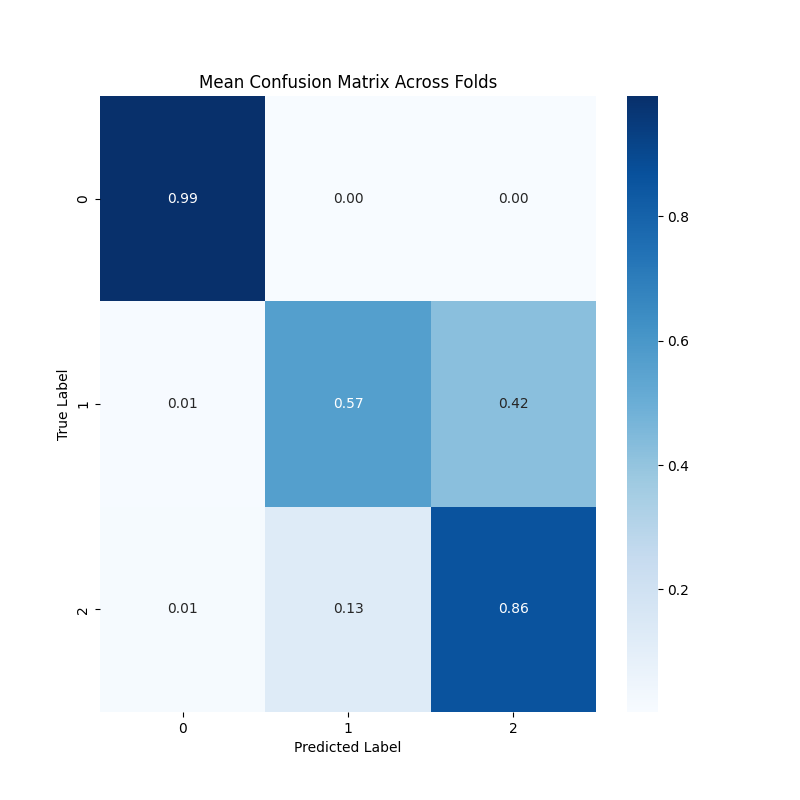 Mean Confusion Matrix Across Folds
0 0.99 0.00 0.00
0.8
0.6
True Label
1 0.01 0.57 0.42
0.4
0.2
2 0.01 0.13 0.86
0 1 2
Predicted Label